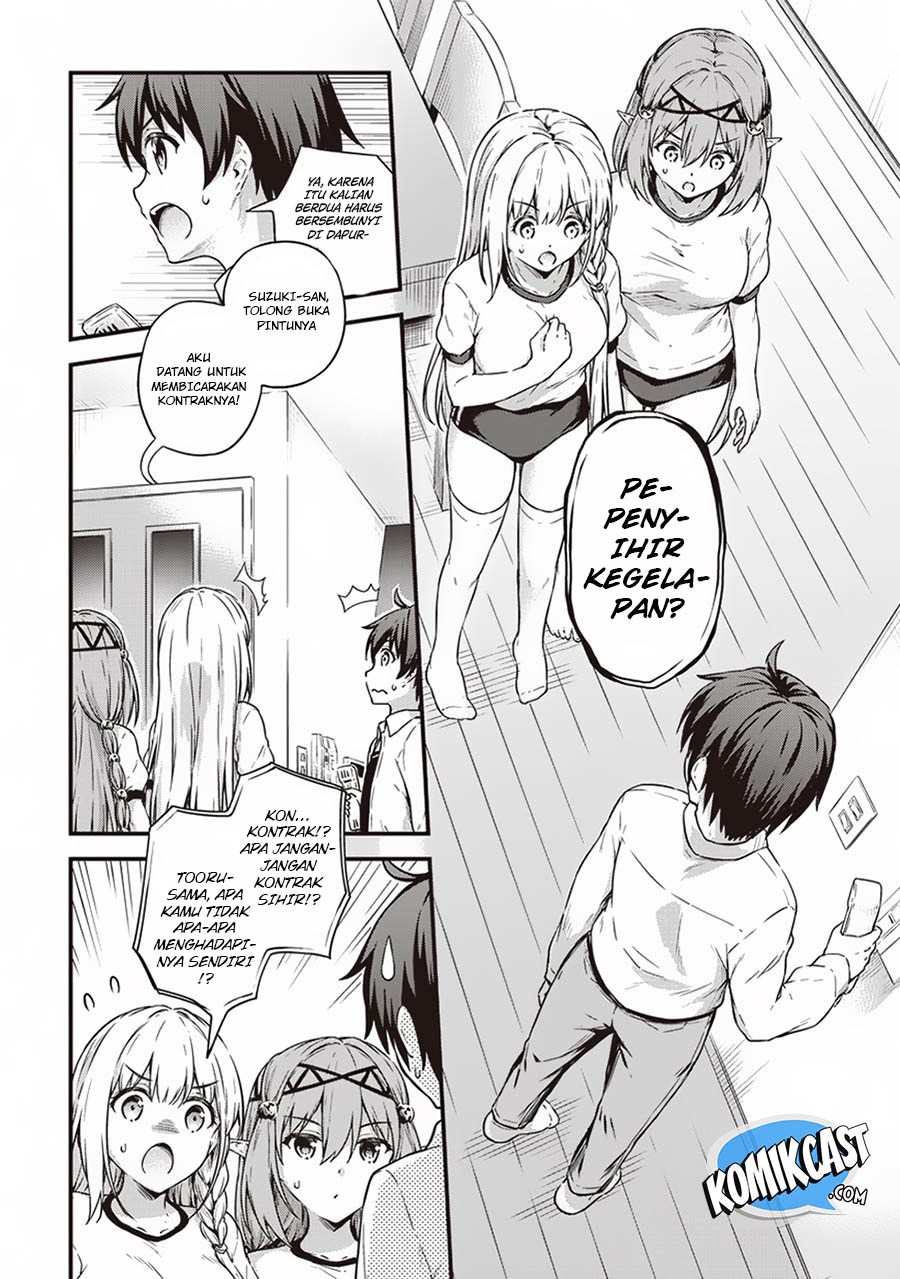 PE-
PENY-
IHIR
KEGELA-
PAN?
YA, KARENA
ITU KALIAN
BERDUA HARUS
BERSEMBUNYI
DI DAPUR-
SUZUKI-SAN,
TOLONG BUKA
PINTUNYA
AKU
DATANG UNTUK
MEMBICARAKAN
KONTRAKNYA!
KON...
KONTRAK!?
APA JANGAN-
JANGAN
KONTRAK
SIHIR!?
TOORU-
SAMA, APA
KAMU TIDAK
APA-APA
MENGHADAPI-
NYA SENDIRI
!?
KOMIKCAST
.COM